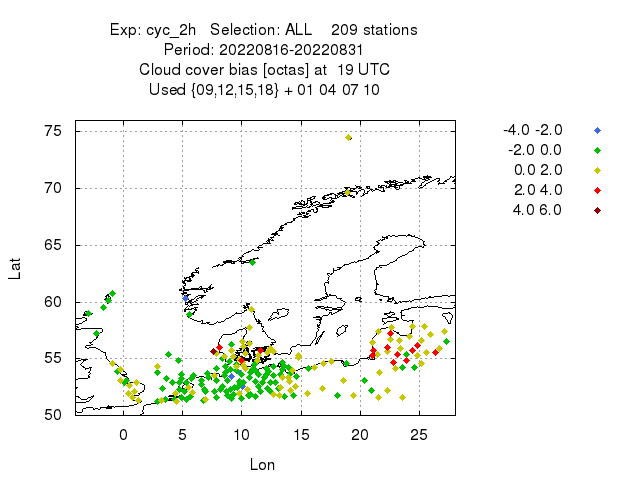 Exp: cyc_2h   Selection: ALL    209 stations
Period: 20220816-20220831
Cloud cover bias [octas] at  19 UTC
Used {09,12,15,18} + 01 04 07 10
-4.0 -2.0
-2.0 0.0
0.0 2.0
2.0 4.0
4.0 6.0
75
70
65
60
55
50
Lat
0 5 10 15 20 25
Lon